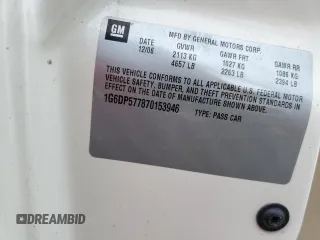 GM
MFD BY GENERAL MOTORS CORP.
DATE GVWR GAWR FRT GAWR RR
12/06 2113 KG 1027 KG 1086 KG
4657 LB 2263 LB 2394 LB
THIS VEHICLE CONFORMS TO ALL APPLICABLE U.S. FEDERAL MOTOR
VEHICLE SAFETY, BUMPER, AND THEFT PREVENTION STANDARDS IN
EFFECT ON THE DATE OF MANUFACTURE SHOWN ABOVE.
1G6DP577870153946 TYPE: PASS CAR
DREAMBID